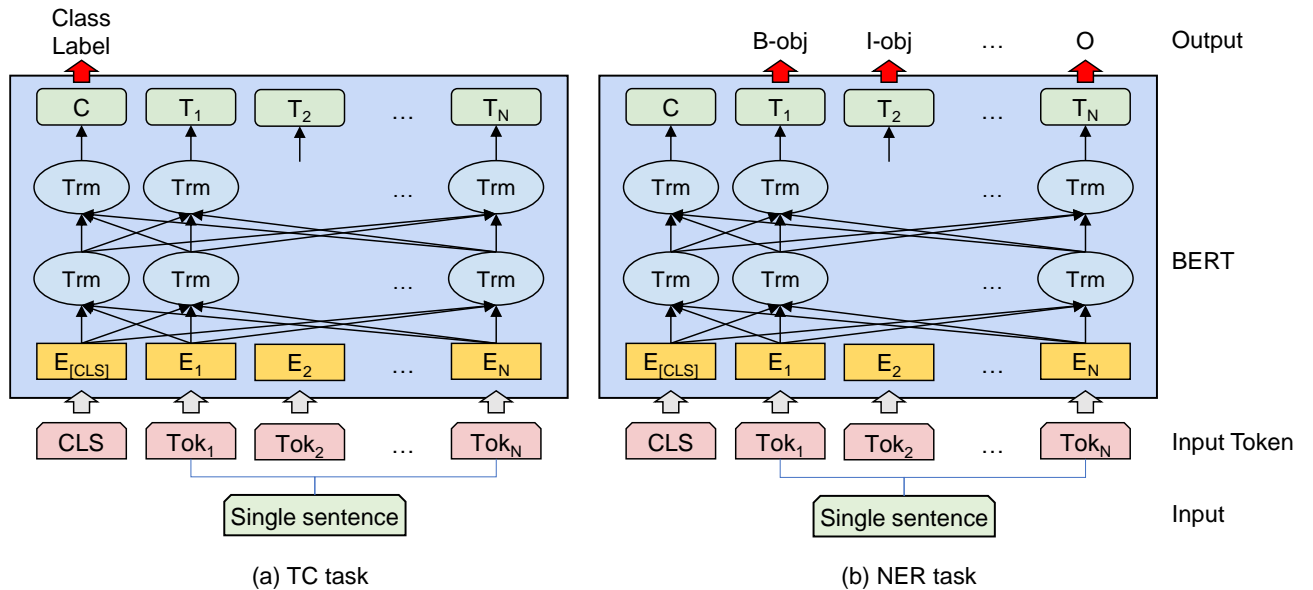 Class
Label
B-obj I-obj … O Output
C T1 T2 … TN C T1 T2 … TN
Trm Trm … Trm Trm Trm … Trm
Trm Trm … Trm Trm Trm … Trm
BERT
E[CLS] E1 E2 … EN E[CLS] E1 E2 … EN
CLS Tok1 Tok2 … TokN CLS Tok1 Tok2 … TokN Input Token
Single sentence Single sentence Input
(a) TC task (b) NER task